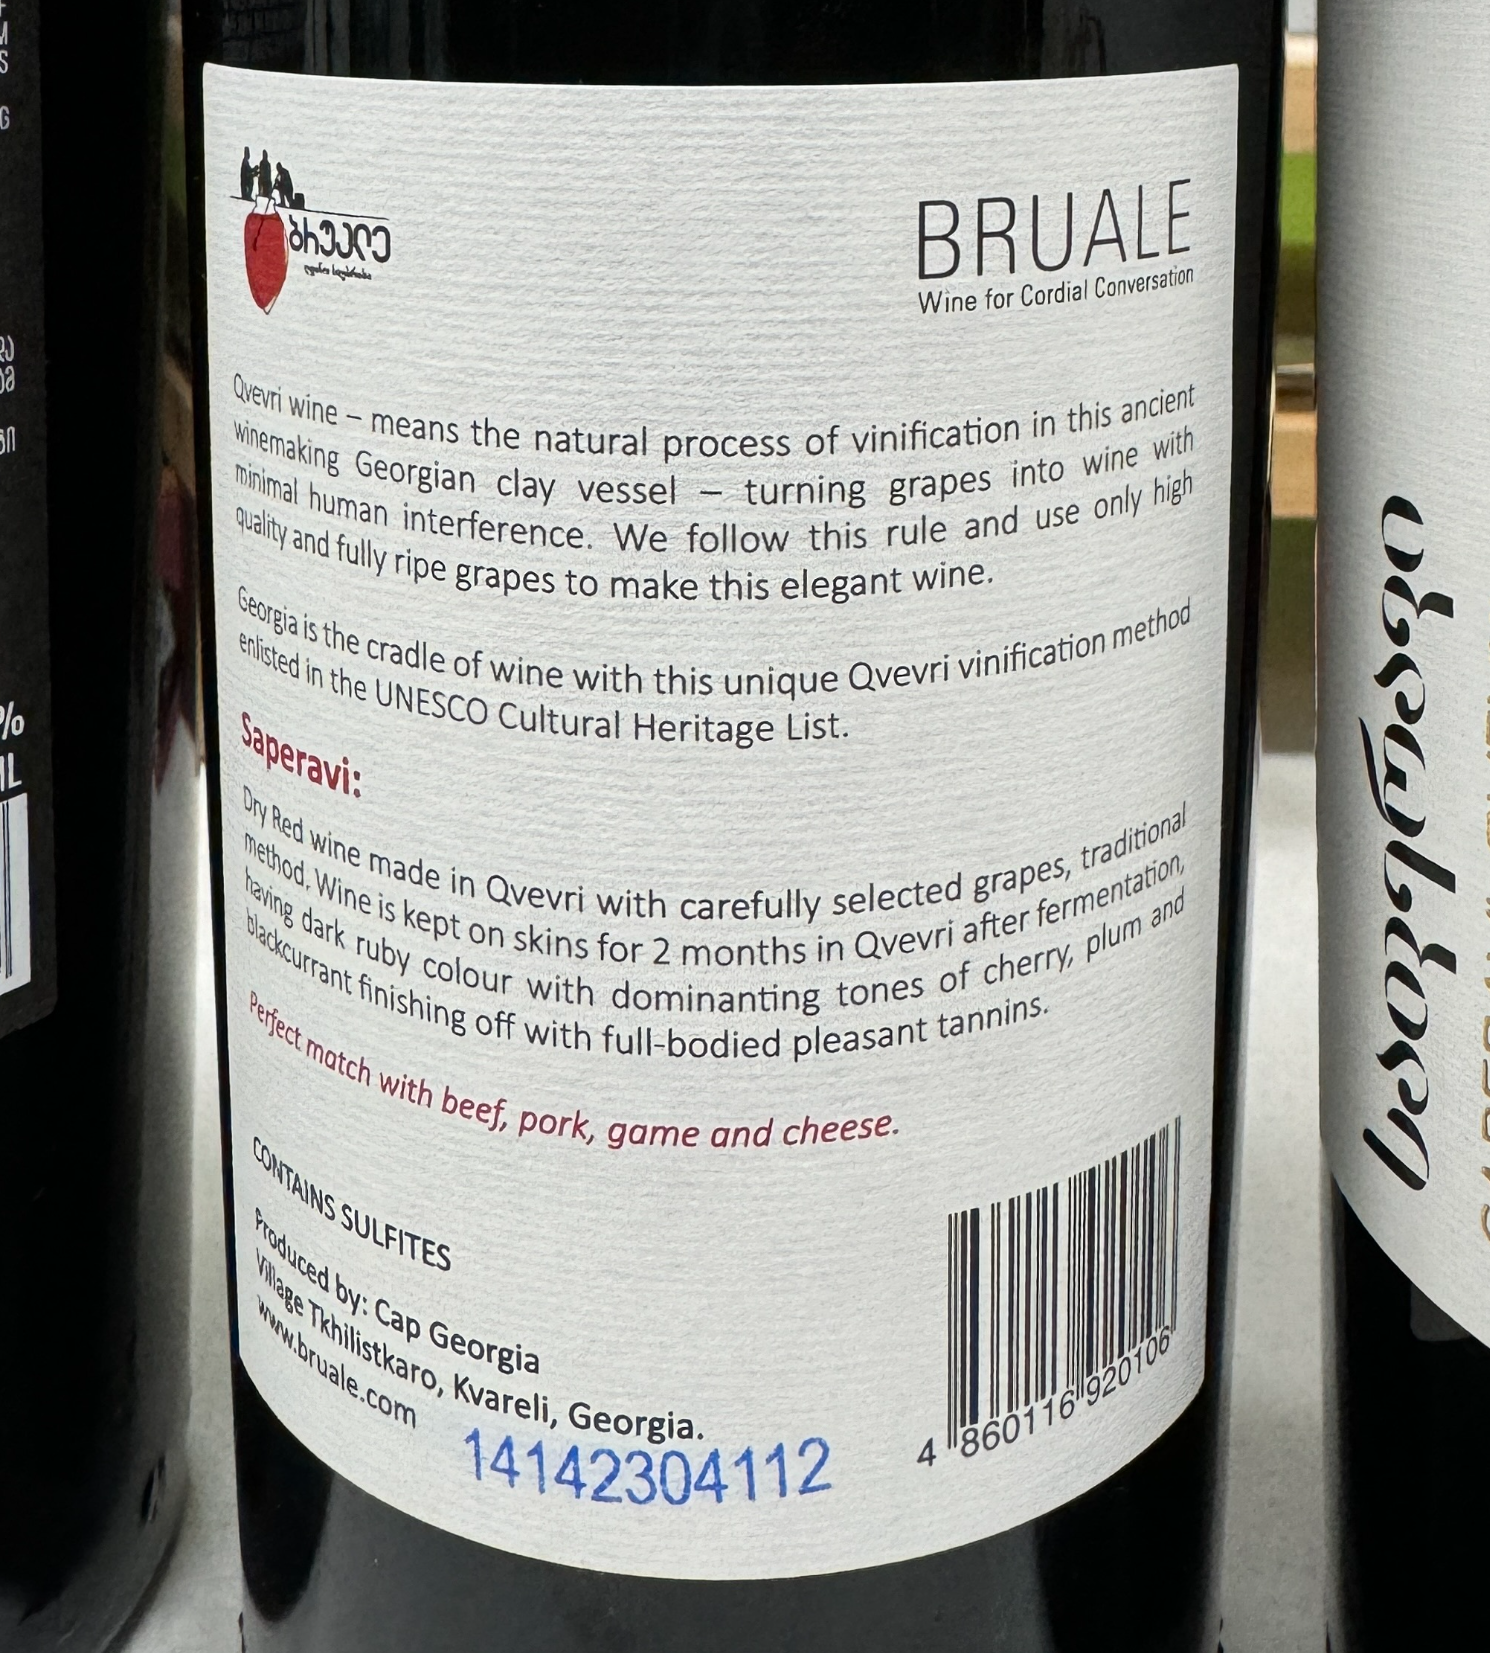 ბრუალე
BRUALE
Wine for Cordial Conversation
Qvevri wine – means the natural process of vinification in this ancient
winemaking Georgian clay vessel – turning grapes into wine with
minimal human interference. We follow this rule and use only high
quality and fully ripe grapes to make this elegant wine.
Georgia is the cradle of wine with this unique Qvevri vinification method
enlisted in the UNESCO Cultural Heritage List.
Saperavi:
Dry Red wine made in Qvevri with carefully selected grapes, traditional
method. Wine is kept on skins for 2 months in Qvevri after fermentation,
having dark ruby colour with dominanting tones of cherry, plum and
blackcurrant finishing off with full-bodied pleasant tannins.
Perfect match with beef, pork, game and cheese.
CONTAINS SULFITES
Produced by: Cap Georgia
Village Tkhilistkaro, Kvareli, Georgia.
www.bruale.com
14142304112
4 860116 920106